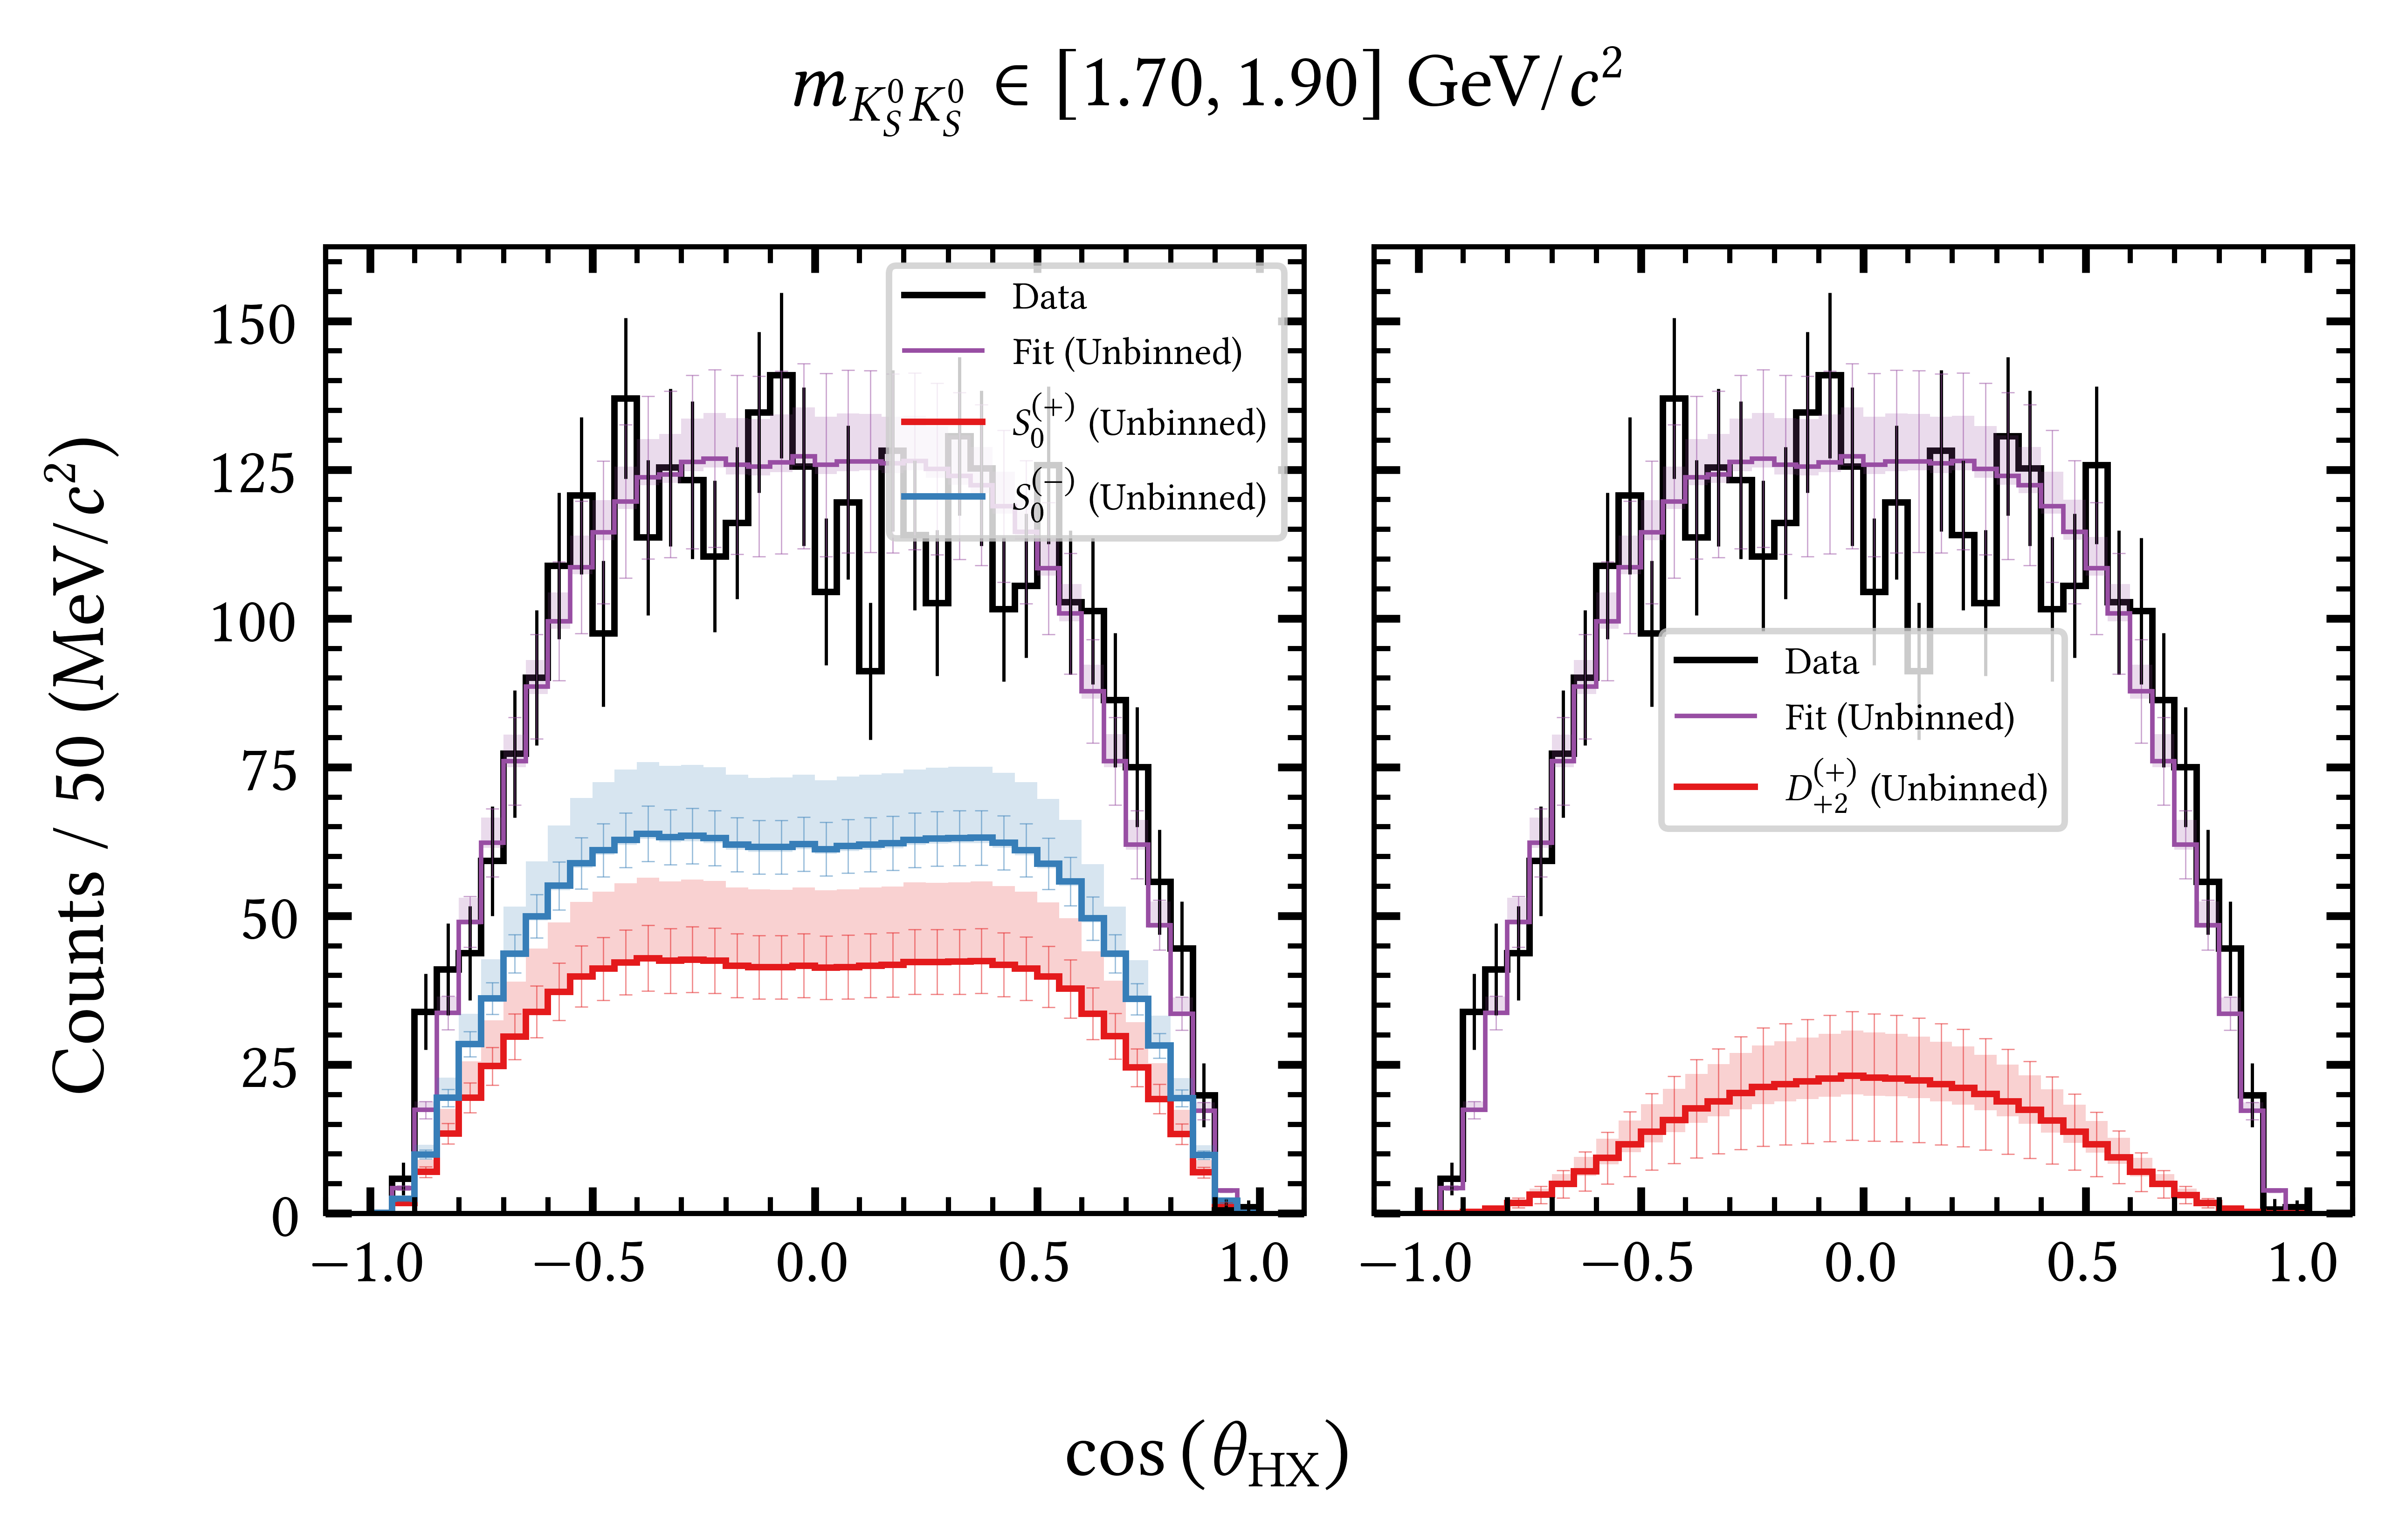 m_{K_S^0 K_S^0} ∈ [1.70, 1.90] GeV/c²
Counts / 50 (MeV/c²)
150
125
100
75
50
25
0
Data
Fit (Unbinned)
S_0^{(+)} (Unbinned)
S_0^{(−)} (Unbinned)
Data
Fit (Unbinned)
D_{+2}^{(+)} (Unbinned)
−1.0 −0.5 0.0 0.5 1.0
−1.0 −0.5 0.0 0.5 1.0
cos (θ_{HX})